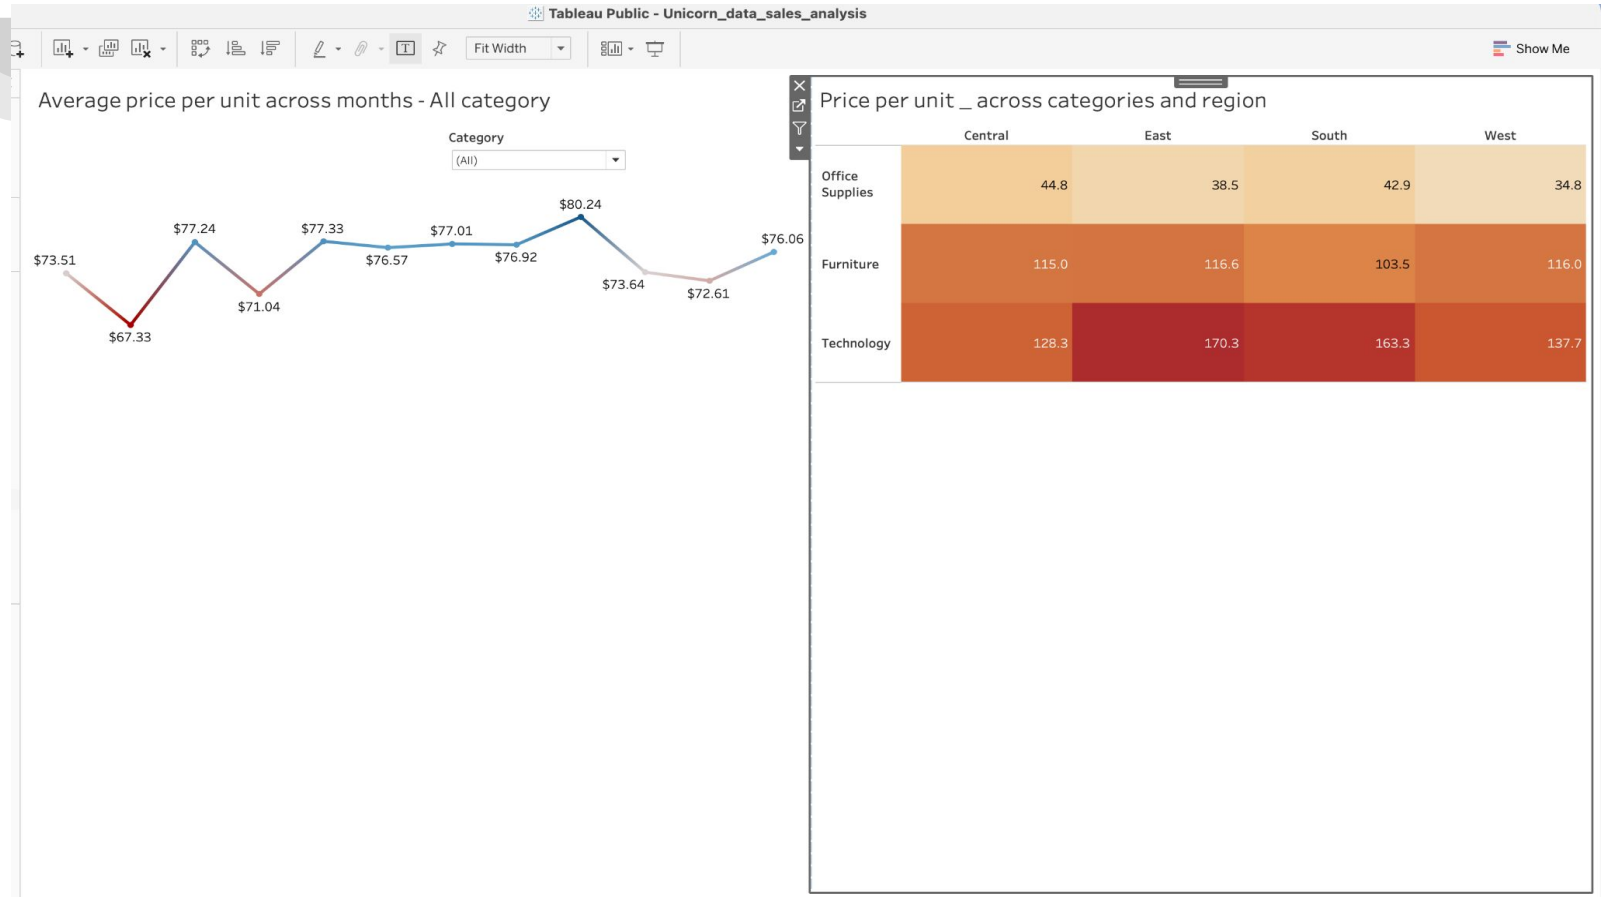 Tableau Public - Unicorn_data_sales_analysis
Fit Width
Show Me
Average price per unit across months - All category
Category
(All)
$73.51
$67.33
$77.24
$71.04
$77.33
$76.57
$77.01
$76.92
$80.24
$73.64
$72.61
$76.06
Price per unit _ across categories and region
Central East South West
Office
Supplies
44.8 38.5 42.9 34.8
Furniture 115.0 116.6 103.5 116.0
Technology 128.3 170.3 163.3 137.7